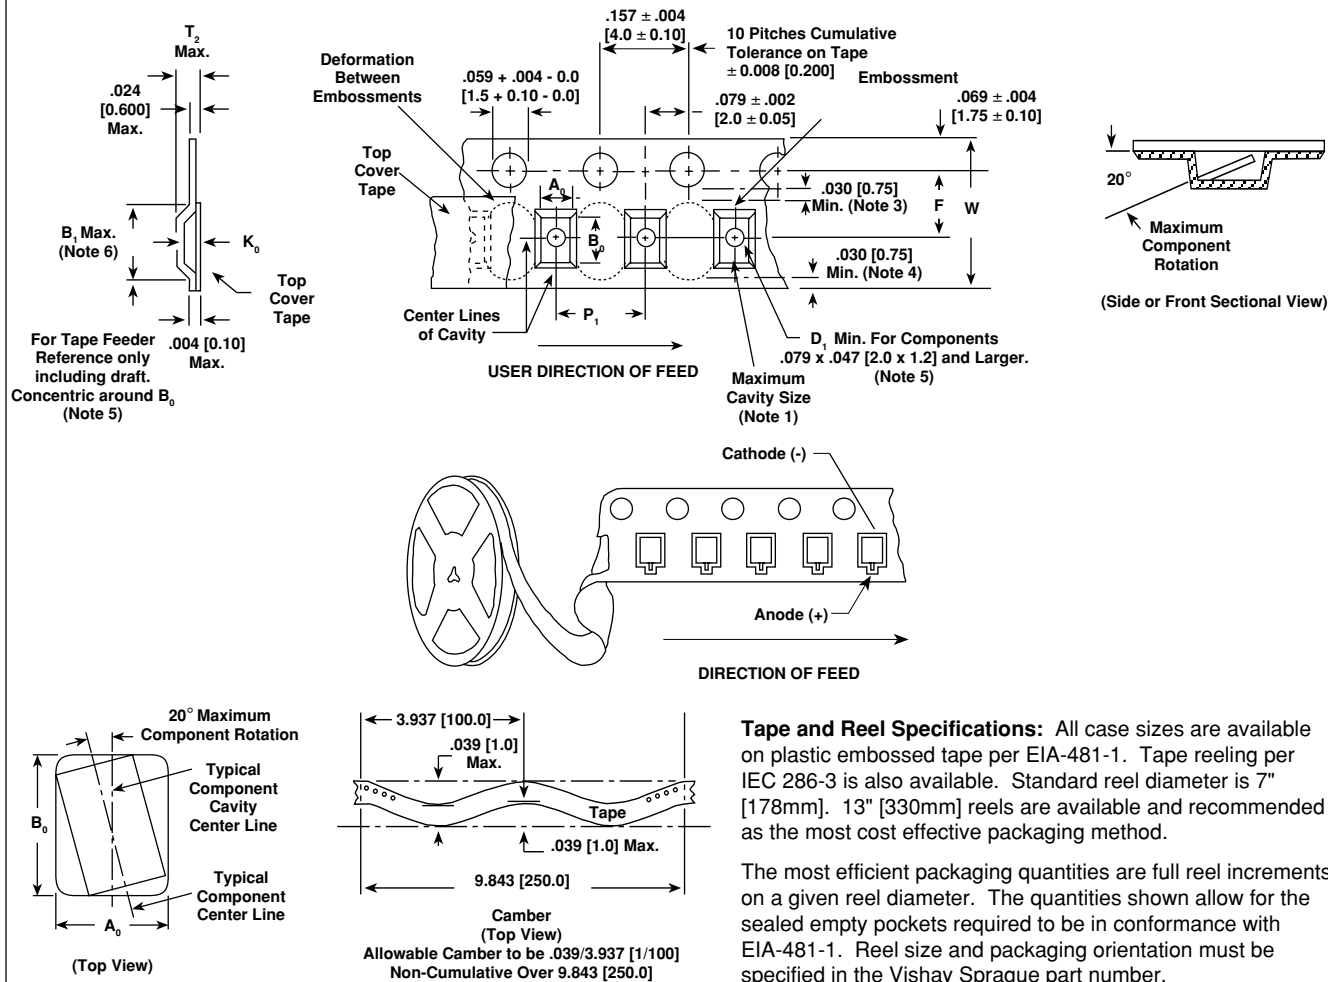 T2
Max.
.024
[0.600]
Max.
B1 Max.
(Note 6)
K0
Top
Cover
Tape
For Tape Feeder
Reference only
including draft.
Concentric around B0
(Note 5)
.004 [0.10]
Max.
Deformation
Between
Embossments
.059 + .004 - 0.0
[1.5 + 0.10 - 0.0]
.157 ± .004
[4.0 ± 0.10]
10 Pitches Cumulative
Tolerance on Tape
± 0.008 [0.200]
Embossment
.079 ± .002
[2.0 ± 0.05]
.069 ± .004
[1.75 ± 0.10]
Top
Cover
Tape
A0
B0
.030 [0.75]
Min. (Note 3)
F
W
.030 [0.75]
Min. (Note 4)
Center Lines
of Cavity
P1
USER DIRECTION OF FEED
D1 Min. For Components
.079 x .047 [2.0 x 1.2] and Larger.
(Note 5)
Maximum
Cavity Size
(Note 1)
20°
Maximum
Component
Rotation
(Side or Front Sectional View)
Cathode (-)
Anode (+)
DIRECTION OF FEED
20° Maximum
Component Rotation
Typical
Component
Cavity
Center Line
B0
Typical
Component
Center Line
A0
(Top View)
3.937 [100.0]
.039 [1.0]
Max.
Tape
.039 [1.0] Max.
9.843 [250.0]
Camber
(Top View)
Allowable Camber to be .039/3.937 [1/100]
Non-Cumulative Over 9.843 [250.0]
Tape and Reel Specifications: All case sizes are available
on plastic embossed tape per EIA-481-1. Tape reeling per
IEC 286-3 is also available. Standard reel diameter is 7"
[178mm]. 13" [330mm] reels are available and recommended
as the most cost effective packaging method.
The most efficient packaging quantities are full reel increments
on a given reel diameter. The quantities shown allow for the
sealed empty pockets required to be in conformance with
EIA-481-1. Reel size and packaging orientation must be
specified in the Vishay Sprague part number.